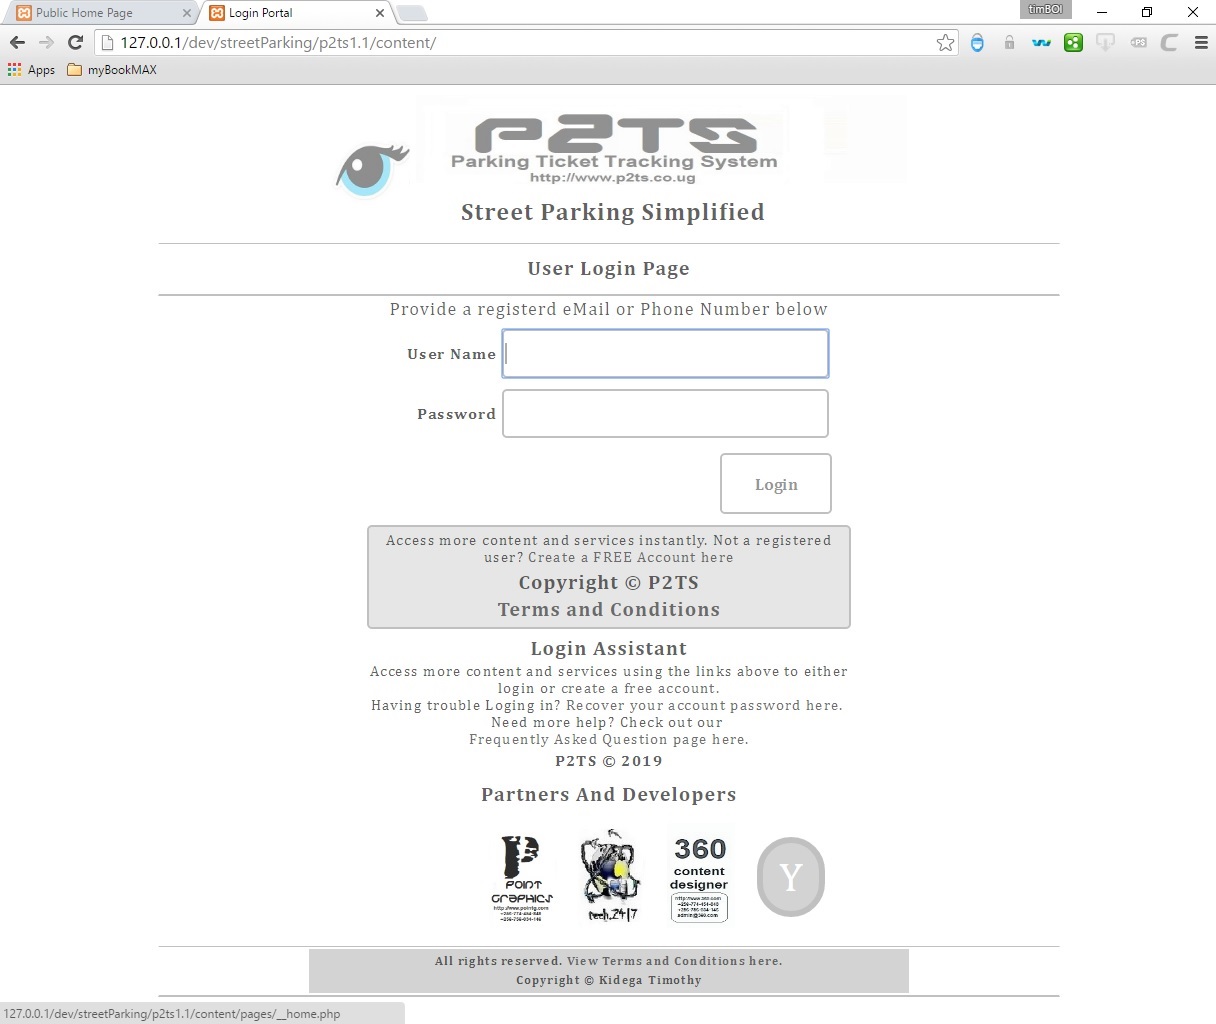 Public Home Page
Login Portal
timBOI
127.0.0.1/dev/streetParking/p2ts1.1/content/
Apps
myBookMAX
P2TS
Parking Ticket Tracking System
http://www.p2ts.co.ug
Street Parking Simplified
User Login Page
Provide a registerd eMail or Phone Number below
User Name
Password
Login
Access more content and services instantly. Not a registered
user? Create a FREE Account here
Copyright © P2TS
Terms and Conditions
Login Assistant
Access more content and services using the links above to either
login or create a free account.
Having trouble Loging in? Recover your account password here.
Need more help? Check out our
Frequently Asked Question page here.
P2TS © 2019
Partners And Developers
P
POINT
GRAPHICS
tech.24|7
360
content
designer
admin@360.com
Y
All rights reserved. View Terms and Conditions here.
Copyright © Kidega Timothy
127.0.0.1/dev/streetParking/p2ts1.1/content/pages/__home.php